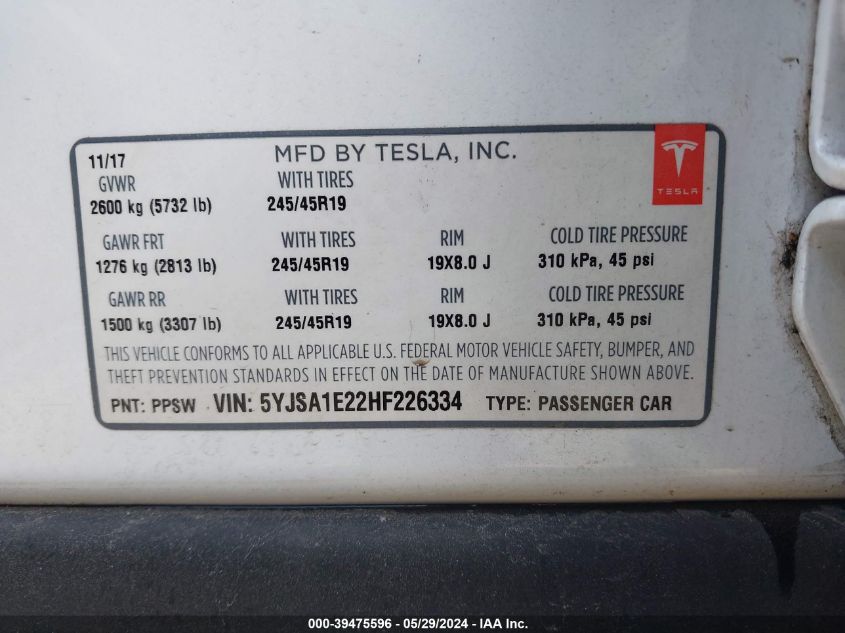 11/17 MFD BY TESLA, INC.
TESLA
GVWR WITH TIRES
2600 kg (5732 lb) 245/45R19
GAWR FRT WITH TIRES RIM COLD TIRE PRESSURE
1276 kg (2813 lb) 245/45R19 19X8.0 J 310 kPa, 45 psi
GAWR RR WITH TIRES RIM COLD TIRE PRESSURE
1500 kg (3307 lb) 245/45R19 19X8.0 J 310 kPa, 45 psi
THIS VEHICLE CONFORMS TO ALL APPLICABLE U.S. FEDERAL MOTOR VEHICLE SAFETY, BUMPER, AND
THEFT PREVENTION STANDARDS IN EFFECT ON THE DATE OF MANUFACTURE SHOWN ABOVE.
PNT: PPSW VIN: 5YJSA1E22HF226334 TYPE: PASSENGER CAR
000-39475596 - 05/29/2024 - IAA Inc.